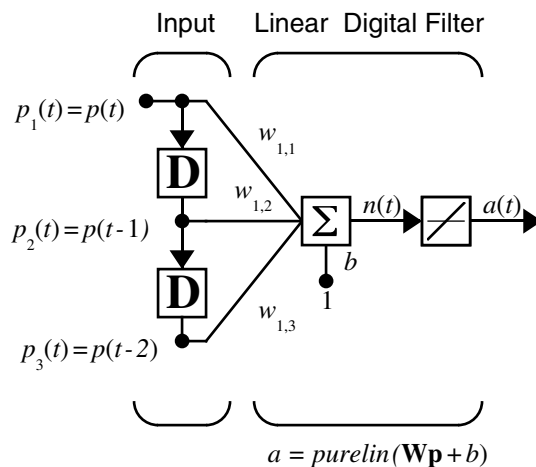 Input Linear Digital Filter
p1(t) = p(t)
w1,1
D
w1,2
n(t) a(t)
Σ
p2(t) = p(t-1)
b
D
1
w1,3
p3(t) = p(t-2)
a = purelin(Wp + b)